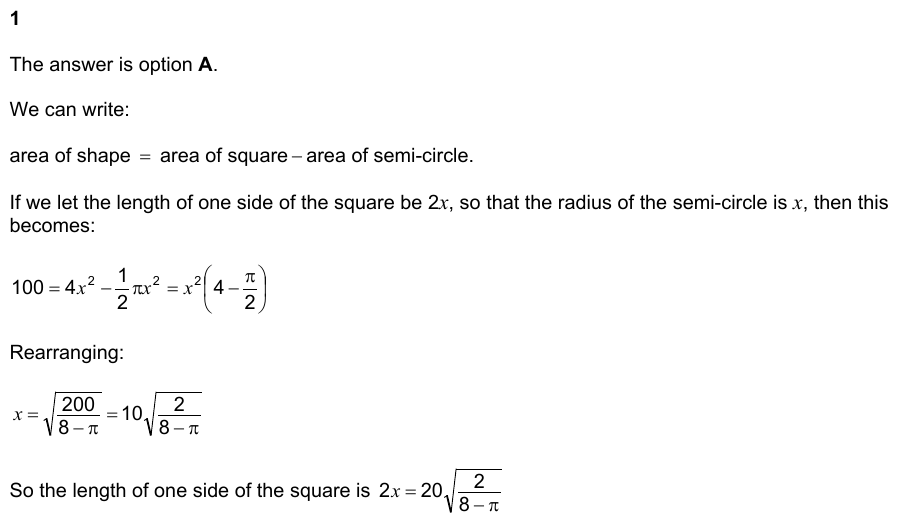 1
The answer is option A.
We can write:
area of shape = area of square – area of semi-circle.
If we let the length of one side of the square be 2x, so that the radius of the semi-circle is x, then this
becomes:
100 = 4x² − 1/2 πx² = x²(4 − π/2)
Rearranging:
x = √(200/(8 − π)) = 10√(2/(8 − π))
So the length of one side of the square is 2x = 20√(2/(8 − π))